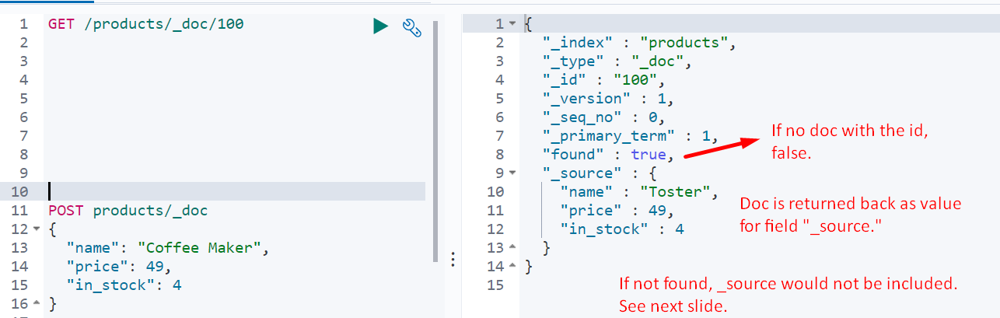 1 GET /products/_doc/100
2
3
4
5
6
7
8
9
10
11 POST products/_doc
12 {
13 "name": "Coffee Maker",
14 "price": 49,
15 "in_stock": 4
16 }
1 {
2 "_index" : "products",
3 "_type" : "_doc",
4 "_id" : "100",
5 "_version" : 1,
6 "_seq_no" : 0,
7 "_primary_term" : 1,
8 "found" : true,
9 "_source" : {
10 "name" : "Toster",
11 "price" : 49,
12 "in_stock" : 4
13 }
14 }
15
If no doc with the id,
false.
Doc is returned back as value
for field "_source."
If not found, _source would not be included.
See next slide.